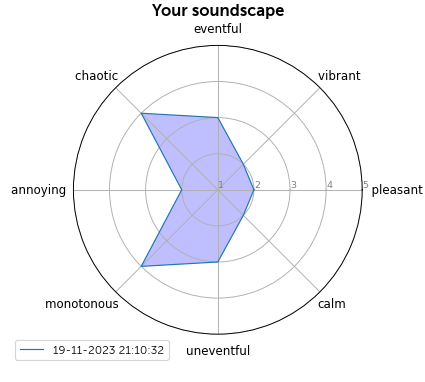 Your soundscape
eventful
chaotic
vibrant
annoying
1
2
3
4
5
pleasant
monotonous
calm
uneventful
19-11-2023 21:10:32